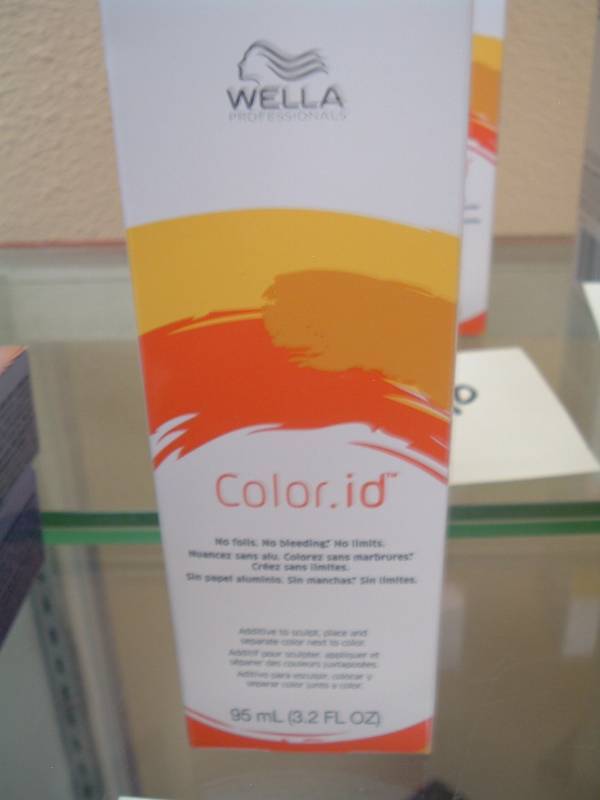 WELLA
PROFESSIONALS
Color.id™
No foils. No bleeding.* No limits.
Nuancez sans alu. Colorez sans marbrures.*
Créez sans limites.
Sin papel aluminio. Sin manchas.* Sin límites.
Additive to sculpt, place and
separate color next to color.
Additif pour sculpter, appliquer et
séparer des couleurs juxtaposées.
Aditivo para esculpir, colocar y
separar color junto a color.
95 mL (3.2 FL OZ)